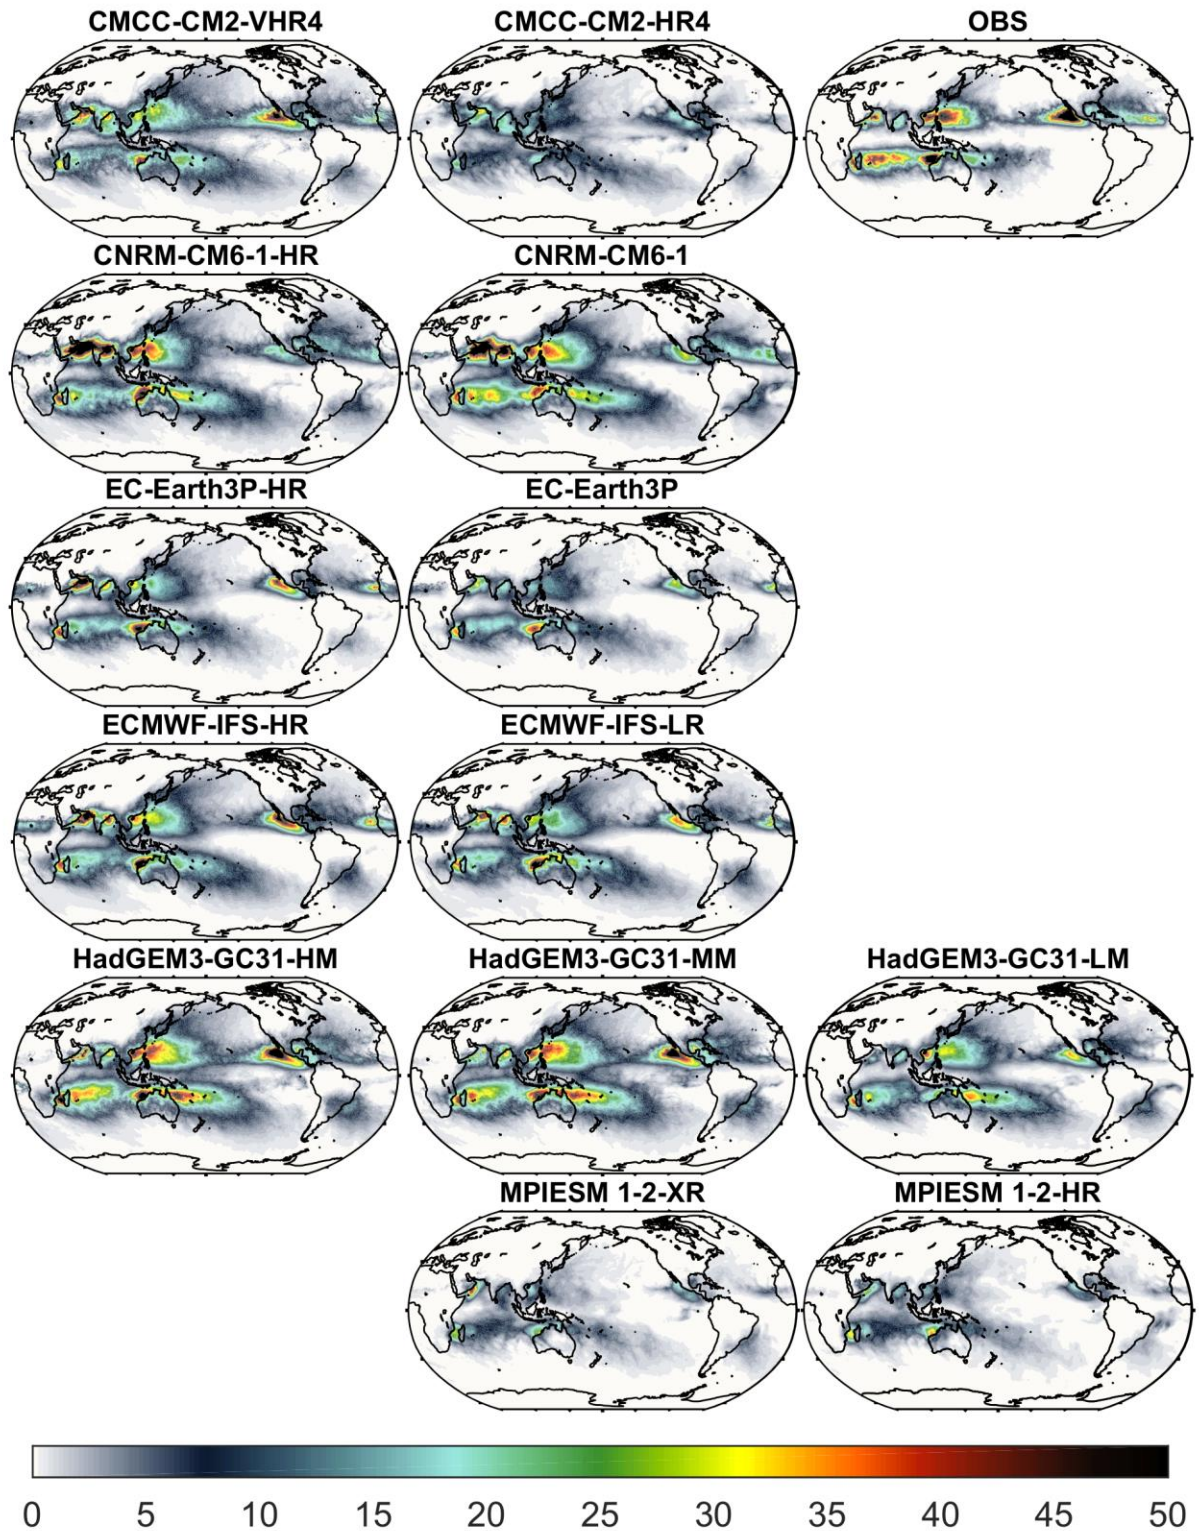 CMCC-CM2-VHR4 CMCC-CM2-HR4 OBS
CNRM-CM6-1-HR CNRM-CM6-1
EC-Earth3P-HR EC-Earth3P
ECMWF-IFS-HR ECMWF-IFS-LR
HadGEM3-GC31-HM HadGEM3-GC31-MM HadGEM3-GC31-LM
MPIESM 1-2-XR MPIESM 1-2-HR
0 5 10 15 20 25 30 35 40 45 50